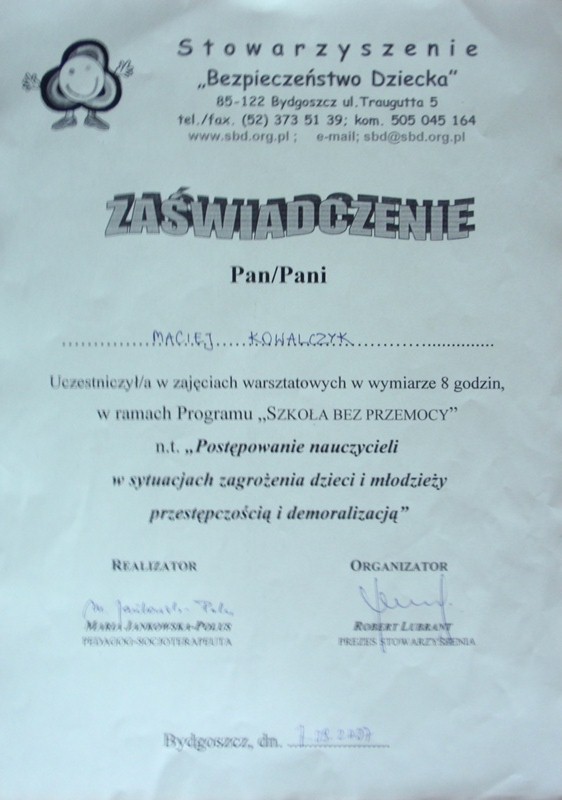 Stowarzyszenie
„Bezpieczeństwo Dziecka”
85-122 Bydgoszcz ul.Traugutta 5
tel./fax. (52) 373 51 39; kom. 505 045 164
www.sbd.org.pl ; e-mail; sbd@sbd.org.pl
ZAŚWIADCZENIE
Pan/Pani
MACIEJ KOWALCZYK
Uczestniczył/a w zajęciach warsztatowych w wymiarze 8 godzin,
w ramach Programu „SZKOŁA BEZ PRZEMOCY”
n.t. „Postępowanie nauczycieli
w sytuacjach zagrożenia dzieci i młodzieży
przestępczością i demoralizacją”
REALIZATOR ORGANIZATOR
MARIA JANKOWSKA-POLUS ROBERT LUBRANT
PEDAGOG-SOCJOTERAPEUTA PREZES STOWARZYSZENIA
Bydgoszcz, dn.